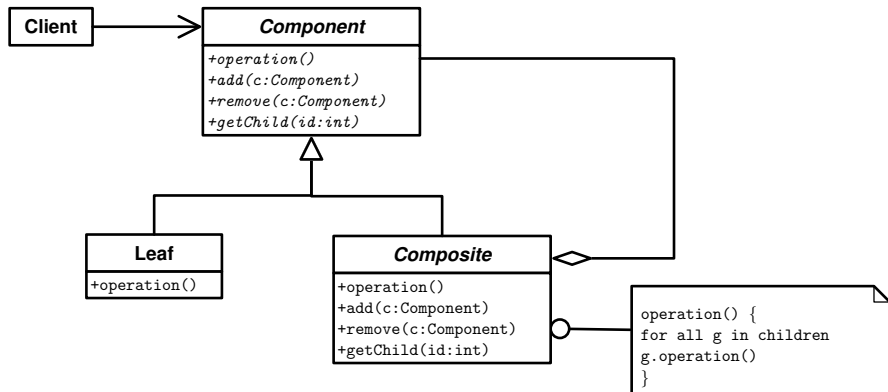 Client
Component
+operation()
+add(c:Component)
+remove(c:Component)
+getChild(id:int)
Leaf
+operation()
Composite
+operation()
+add(c:Component)
+remove(c:Component)
+getChild(id:int)
operation() {
for all g in children
g.operation()
}